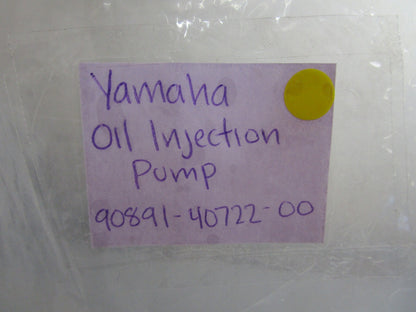 Yamaha
Oil Injection
Pump
90891-40722-00